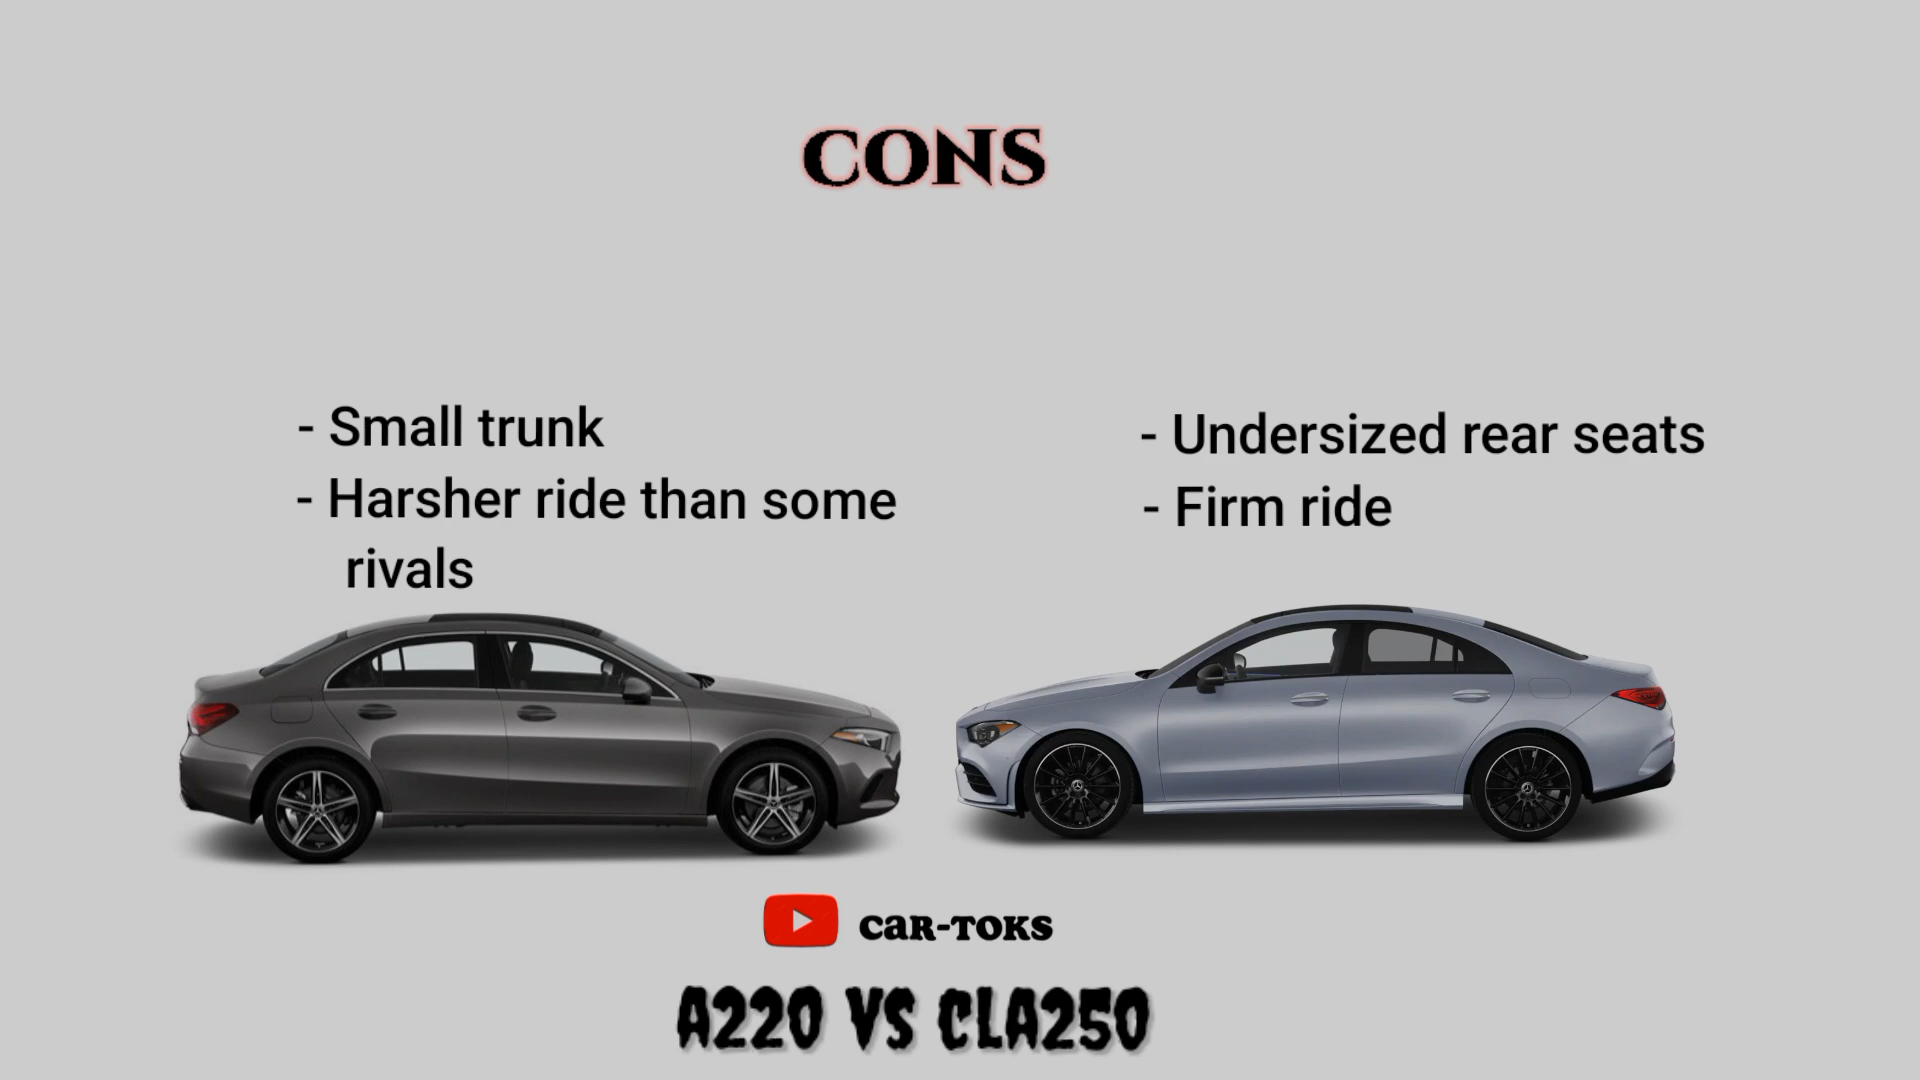 CONS
- Small trunk
- Harsher ride than some
rivals
- Undersized rear seats
- Firm ride
CAR-TOKS
A220 VS CLA250